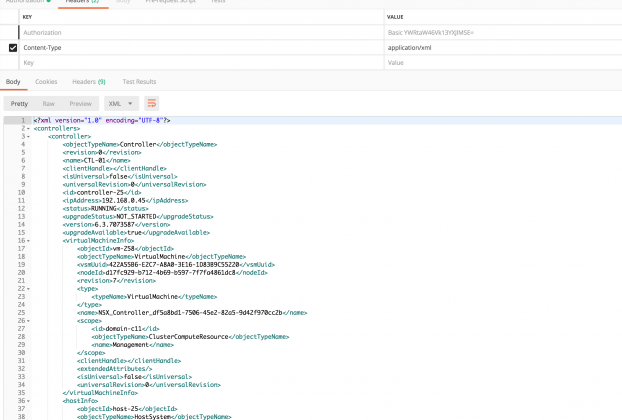 Authorization
Headers (2)
Body
Pre-request Script
Tests
KEY VALUE
Authorization
Content-Type application/xml
Key Value
Body Cookies Headers (9) Test Results
Pretty Raw Preview XML
1 <?xml version="1.0" encoding="UTF-8"?>
2 <controllers>
3 <controller>
4 <objectTypeName>Controller</objectTypeName>
5 <revision>0</revision>
6 <name>CTL-01</name>
7 <clientHandle></clientHandle>
8 <isUniversal>false</isUniversal>
9 <universalRevision>0</universalRevision>
10 <id>controller-25</id>
11 <ipAddress>192.168.0.45</ipAddress>
12 <status>RUNNING</status>
13 <upgradeStatus>NOT_STARTED</upgradeStatus>
14 <version>6.3.7073587</version>
15 <upgradeAvailable>true</upgradeAvailable>
16 <virtualMachineInfo>
17 <objectId>vm-258</objectId>
18 <objectTypeName>VirtualMachine</objectTypeName>
19 <vsmUuid>422A55B6-E2C7-A8A0-3E16-1D83B9C55220</vsmUuid>
20 <nodeId>d17fc929-b712-4b69-b597-7f7fa4861dc8</nodeId>
21 <revision>7</revision>
22 <type>
23 <typeName>VirtualMachine</typeName>
24 </type>
25 <name>NSX_Controller_df5a8bd1-7506-45e2-82a5-9d42f970cc2b</name>
26 <scope>
27 <id>domain-c11</id>
28 <objectTypeName>ClusterComputeResource</objectTypeName>
29 <name>Management</name>
30 </scope>
31 <clientHandle></clientHandle>
32 <extendedAttributes/>
33 <isUniversal>false</isUniversal>
34 <universalRevision>0</universalRevision>
35 </virtualMachineInfo>
36 <hostInfo>
37 <objectId>host-25</objectId>
38 <objectTypeName>HostSystem</objectTypeName>